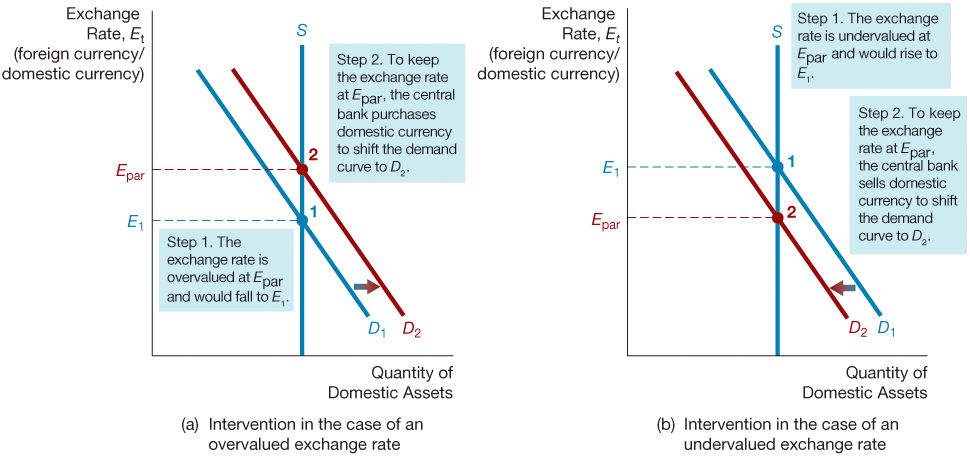 Exchange
Rate, Et
(foreign currency/
domestic currency)
S
Step 2. To keep
the exchange rate
at Epar, the central
bank purchases
domestic currency
to shift the demand
curve to D2.
2
Epar
1
E1
Step 1. The
exchange rate is
overvalued at Epar
and would fall to E1.
D1
D2
Quantity of
Domestic Assets
(a) Intervention in the case of an
overvalued exchange rate
Exchange
Rate, Et
(foreign currency/
domestic currency)
S
Step 1. The exchange
rate is undervalued at
Epar and would rise to
E1.
Step 2. To keep
the exchange
rate at Epar,
the central bank
sells domestic
currency to shift
the demand
curve to D2.
1
E1
2
Epar
D2
D1
Quantity of
Domestic Assets
(b) Intervention in the case of an
undervalued exchange rate